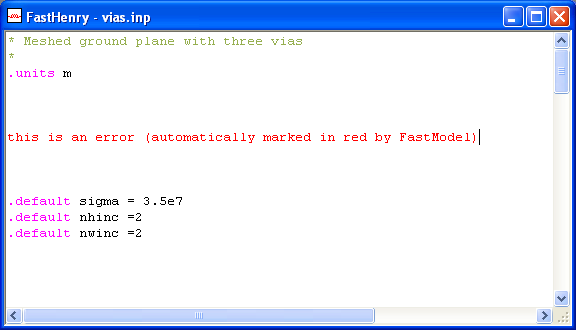 FastHenry - vias.inp
* Meshed ground plane with three vias
*
.units m
this is an error (automatically marked in red by FastModel)
.default sigma = 3.5e7
.default nhinc =2
.default nwinc =2